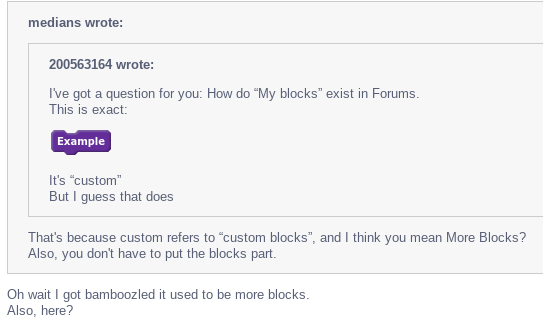 medians wrote:
200563164 wrote:
I've got a question for you: How do “My blocks” exist in Forums.
This is exact:
Example
It's “custom”
But I guess that does
That's because custom refers to “custom blocks”, and I think you mean More Blocks?
Also, you don't have to put the blocks part.
Oh wait I got bamboozled it used to be more blocks.
Also, here?